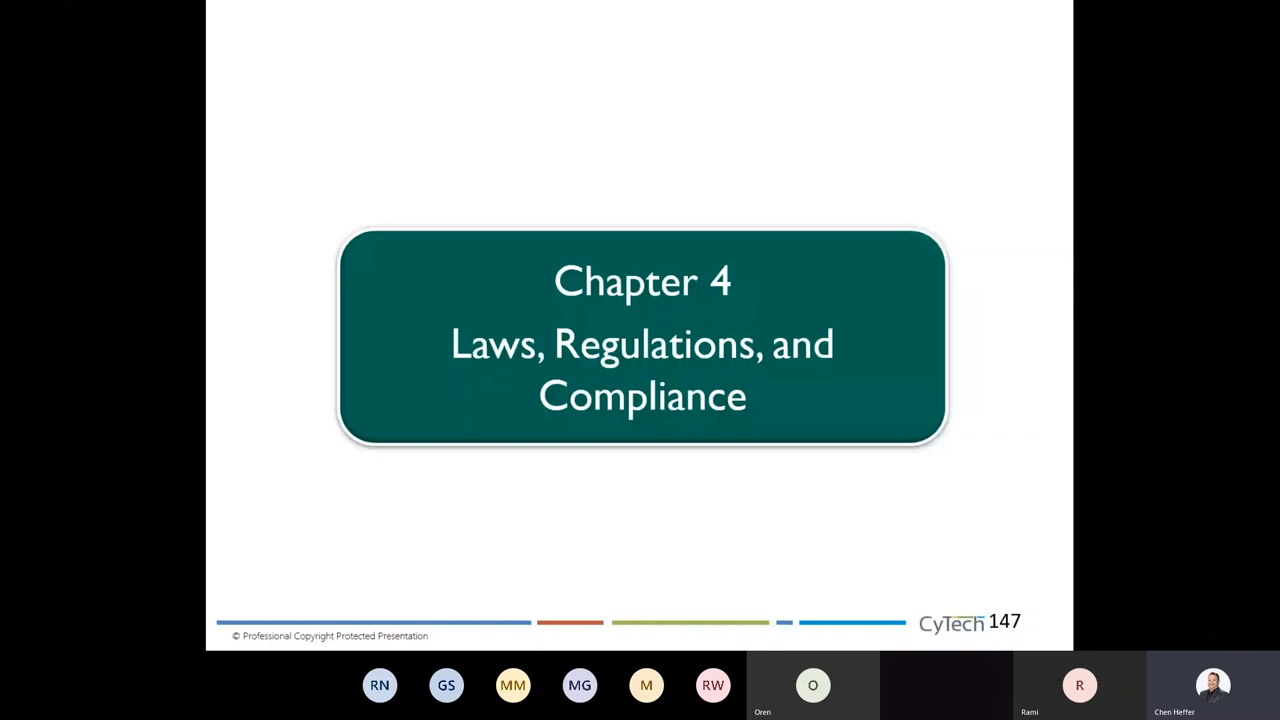 Chapter 4
Laws, Regulations, and
Compliance
CyTech 147
© Professional Copyright Protected Presentation
RN GS MM MG M RW O R
Oren Rami Chen Heffer